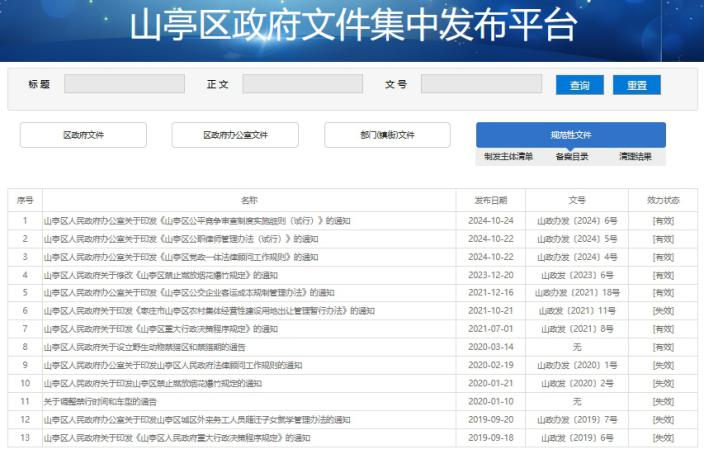 山亭区政府文件集中发布平台
标 题 正 文 文 号 查询 重置
区政府文件 区政府办公室文件 部门(镇街)文件 规范性文件
制发主体清单 备案目录 清理结果
序号 名称 发布日期 文号 效力状态
1 山亭区人民政府办公室关于印发《山亭区公平竞争审查制度实施细则（试行）》的通知 2024-10-24 山政办发〔2024〕6号 [有效]
2 山亭区人民政府办公室关于印发《山亭区公职律师管理办法（试行）》的通知 2024-10-22 山政办发〔2024〕5号 [有效]
3 山亭区人民政府办公室关于印发《山亭区党政一体法律顾问工作规则》的通知 2024-10-22 山政办发〔2024〕4号 [有效]
4 山亭区人民政府关于修改《山亭区禁止燃放烟花爆竹规定》的通知 2023-12-20 山政发〔2023〕6号 [有效]
5 山亭区人民政府办公室关于印发《山亭区公交企业客运成本规制管理办法》的通知 2021-12-16 山政办发〔2021〕18号 [有效]
6 山亭区人民政府关于印发《枣庄市山亭区农村集体经营性建设用地出让管理暂行办法》的通知 2021-10-21 山政发〔2021〕11号 [失效]
7 山亭区人民政府关于印发《山亭区重大行政决策程序规定》的通知 2021-07-01 山政发〔2021〕8号 [有效]
8 山亭区人民政府关于设立野生动物禁猎区和禁猎期的通告 2020-03-14 无 [有效]
9 山亭区人民政府办公室关于印发山亭区人民政府法律顾问工作规则的通知 2020-02-19 山政办发〔2020〕1号 [失效]
10 山亭区人民政府关于印发山亭区禁止燃放烟花爆竹规定的通知 2020-01-21 山政发〔2020〕2号 [失效]
11 关于调整禁行时间和车型的通告 2020-01-10 无 [失效]
12 山亭区人民政府办公室关于印发山亭区城区外来务工人员随迁子女就学管理办法的通知 2019-09-20 山政办发〔2019〕7号 [失效]
13 山亭区人民政府关于印发《山亭区人民政府重大行政决策程序规定》的通知 2019-09-18 山政发〔2019〕6号 [失效]